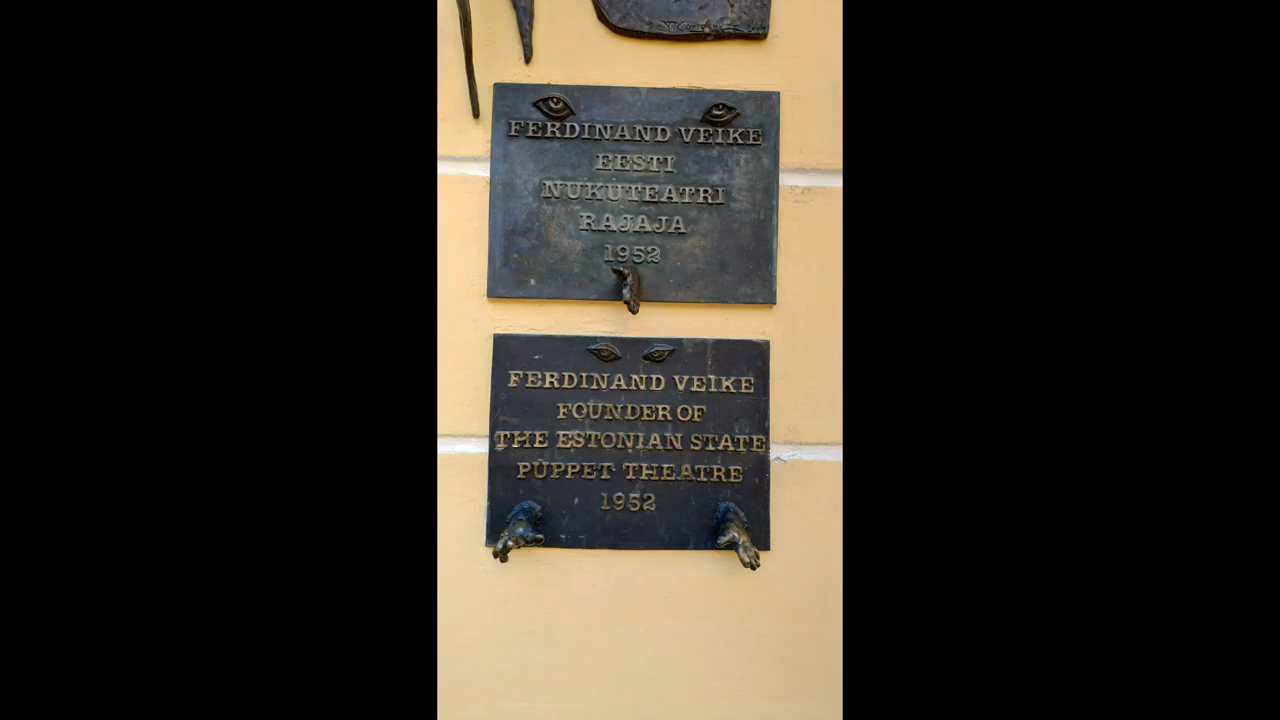 FERDINAND VEIKE
EESTI
NUKUTEATRI
RAJAJA
1952
FERDINAND VEIKE
FOUNDER OF
THE ESTONIAN STATE
PUPPET THEATRE
1952